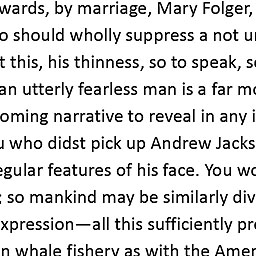 wards, by marriage, Mary Folger,
o should wholly suppress a not u
t this, his thinness, so to speak, s
an utterly fearless man is a far mo
oming narrative to reveal in any i
u who didst pick up Andrew Jacks
egular features of his face. You wo
; so mankind may be similarly div
xpression—all this sufficiently pr
n whale fishery as with the Amer